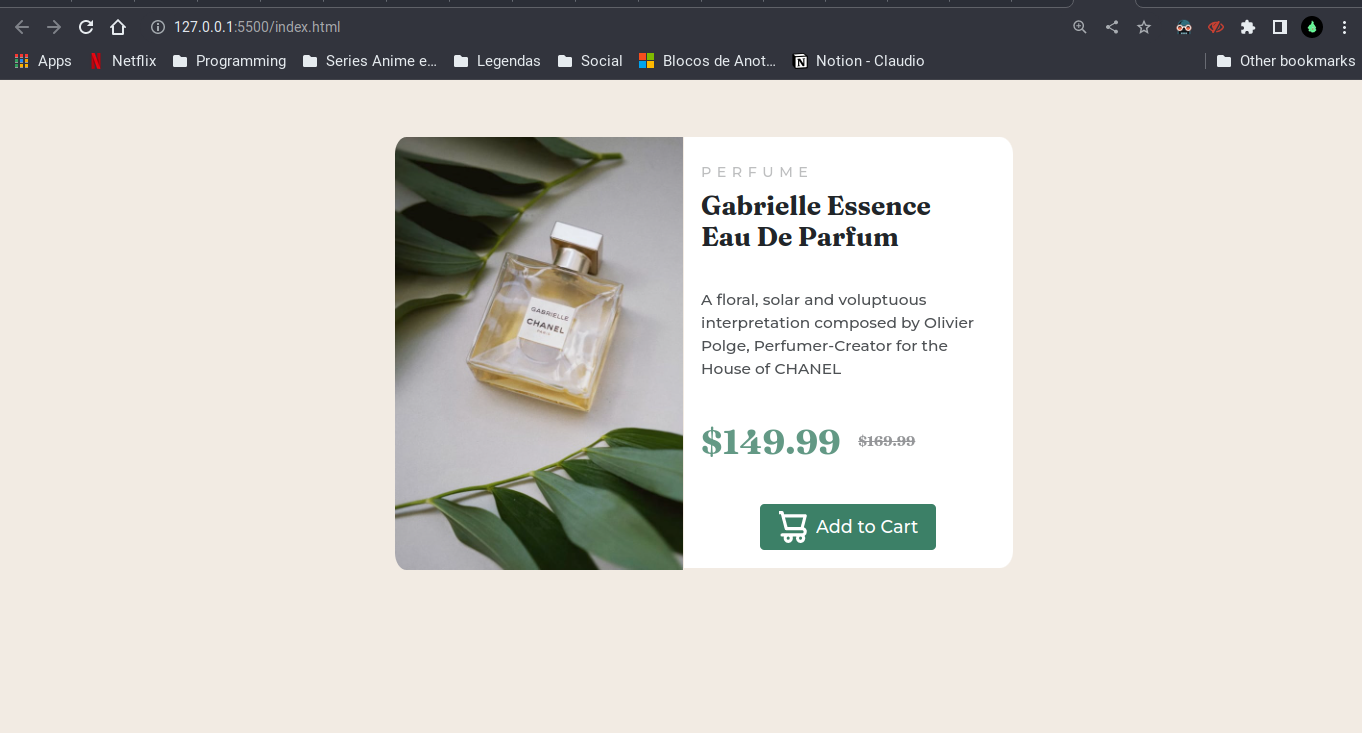 127.0.0.1:5500/index.html
Apps Netflix Programming Series Anime e… Legendas Social Blocos de Anot… Notion - Claudio Other bookmarks
PERFUME
Gabrielle Essence
Eau De Parfum
A floral, solar and voluptuous
interpretation composed by Olivier
Polge, Perfumer-Creator for the
House of CHANEL
$149.99 $169.99
Add to Cart
GABRIELLE
CHANEL
PARIS